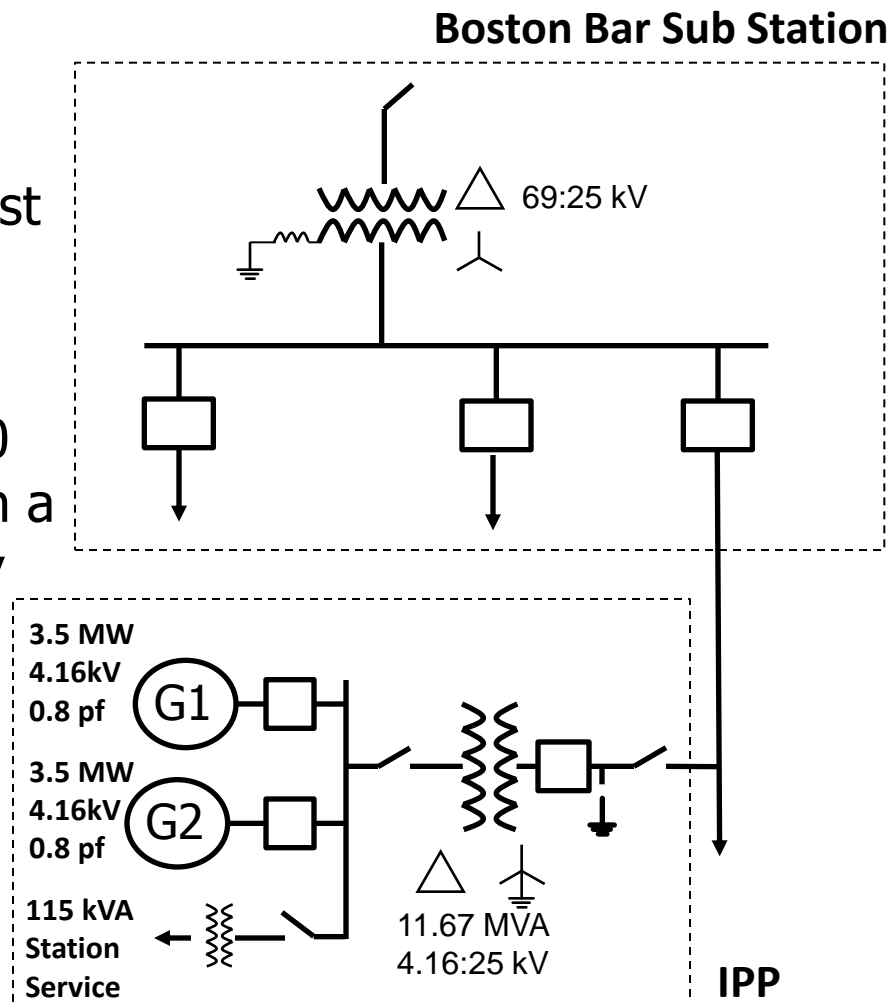 Boston Bar Sub Station
69:25 kV
3.5 MW
4.16kV
0.8 pf
G1
3.5 MW
4.16kV
0.8 pf
G2
115 kVA
Station
Service
11.67 MVA
4.16:25 kV
IPP